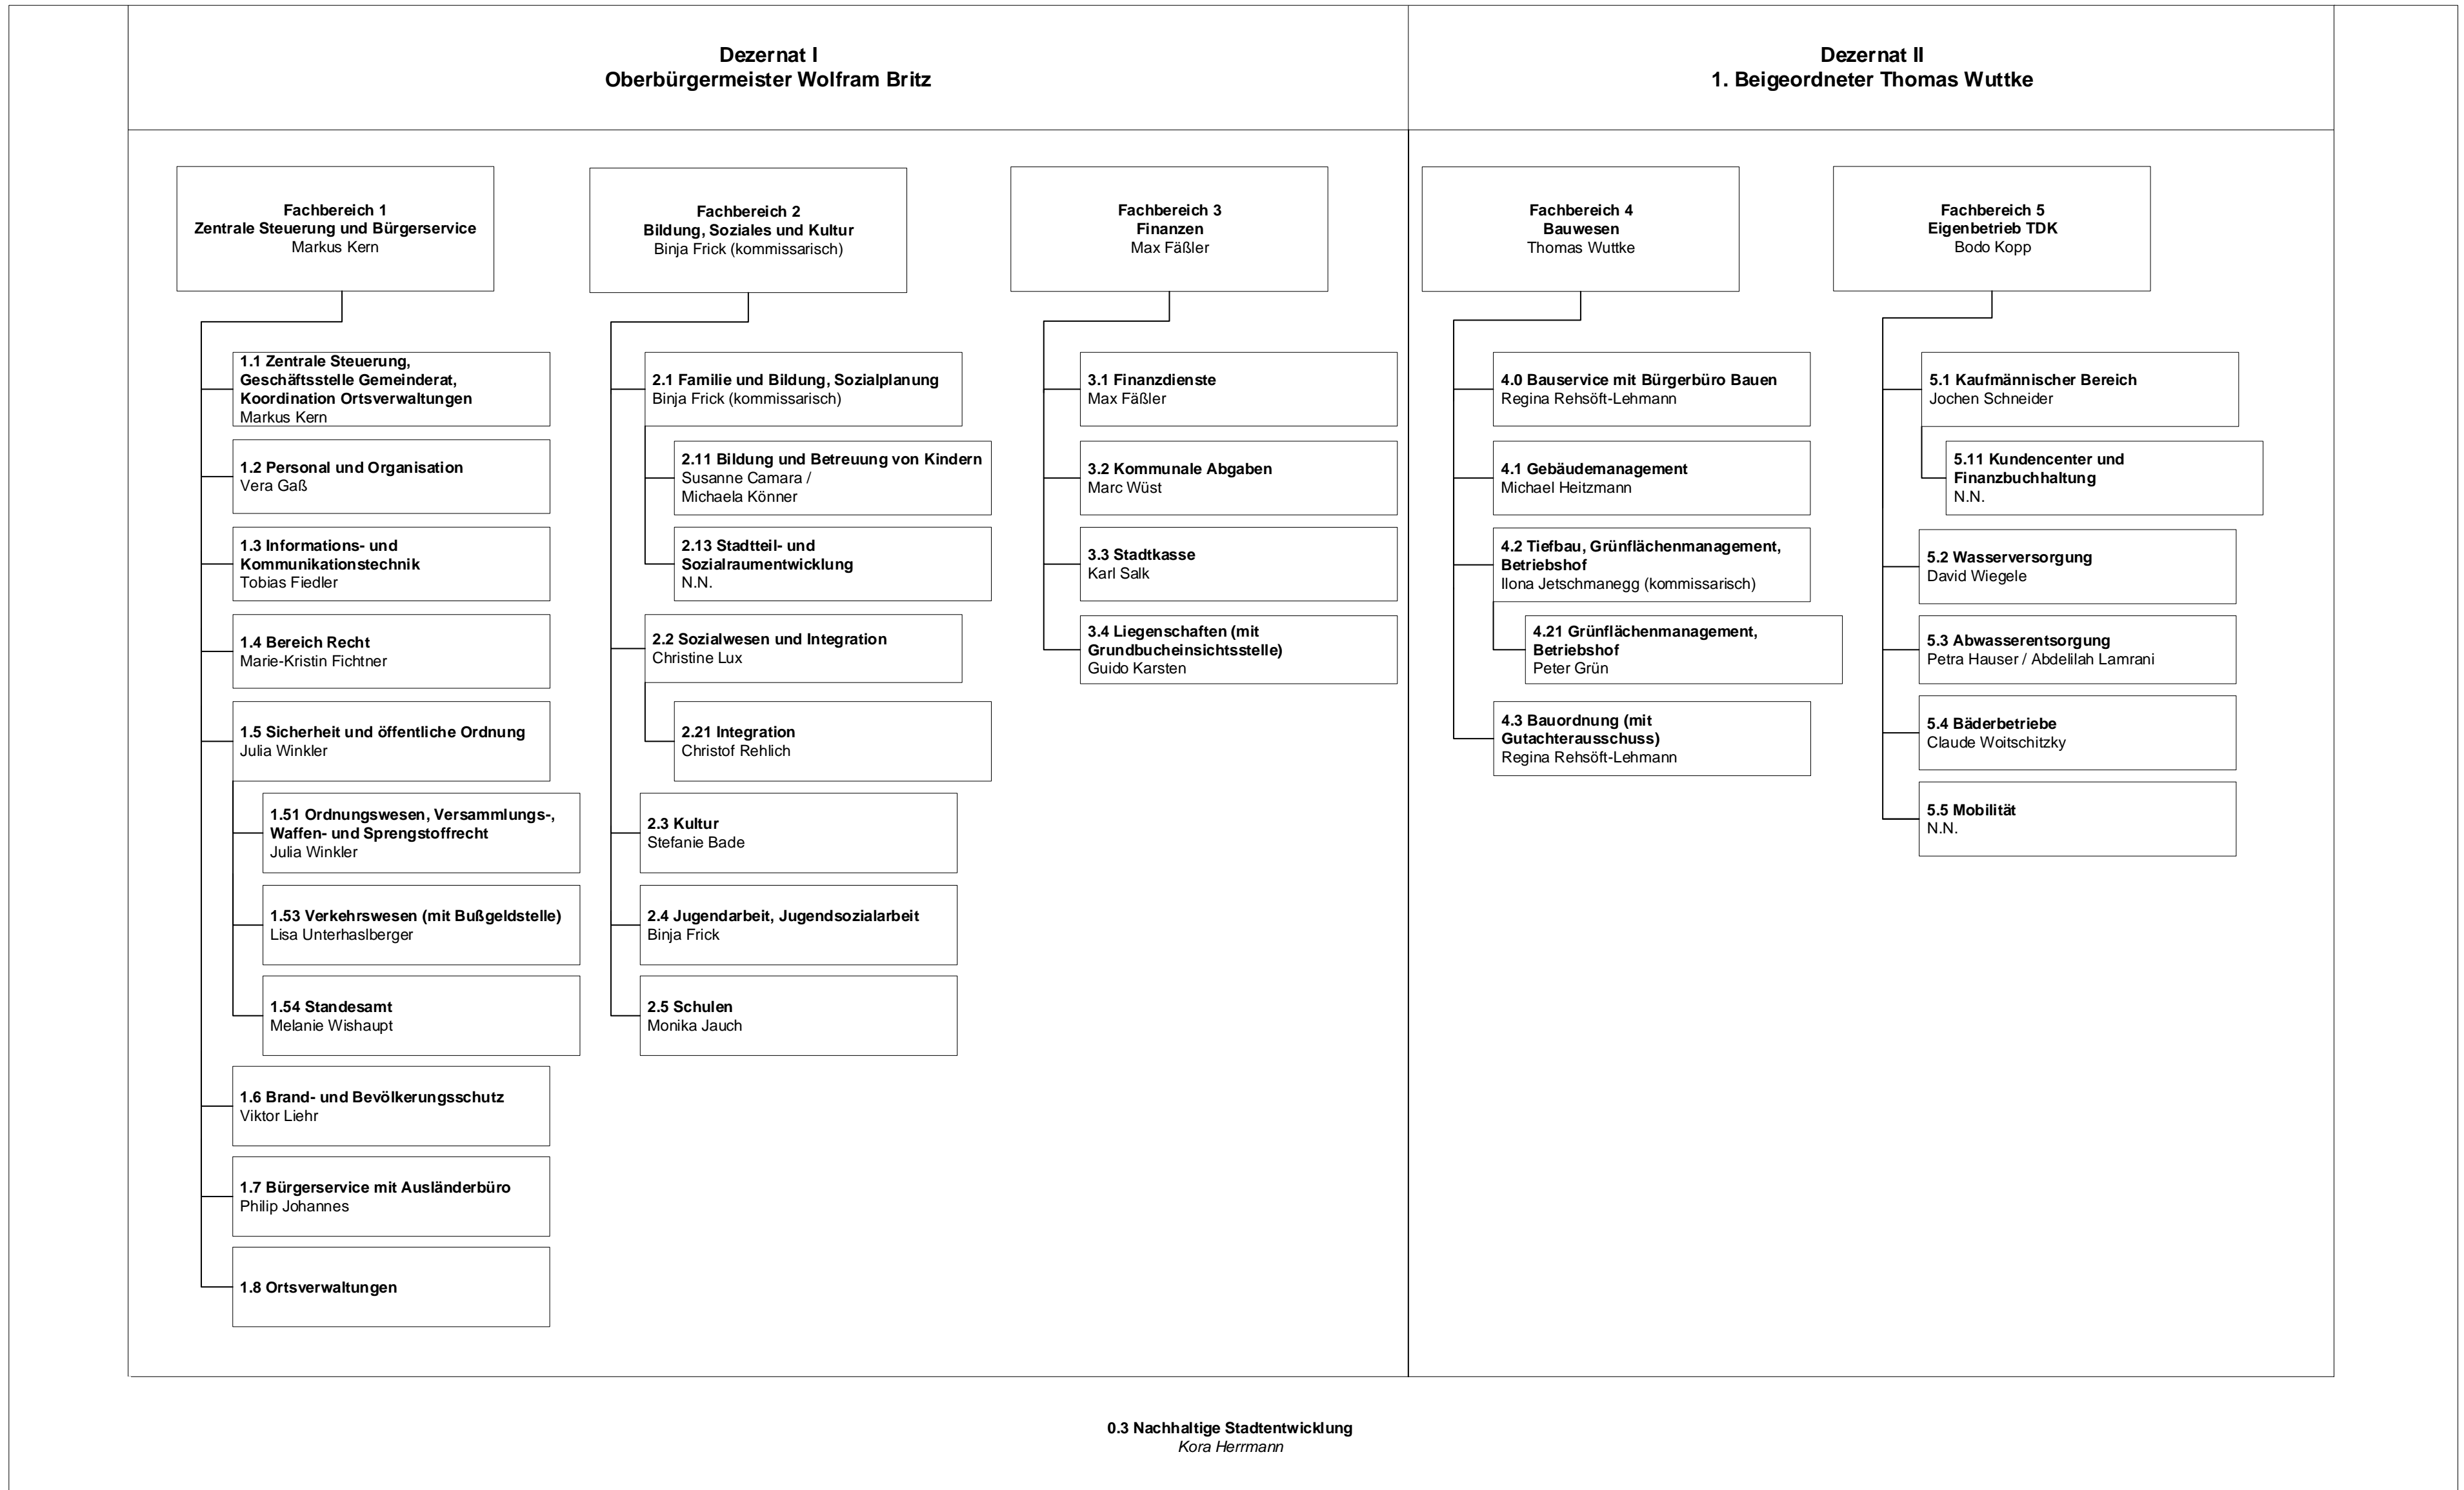 Dezernat I
Oberbürgermeister Wolfram Britz
Dezernat II
1. Beigeordneter Thomas Wuttke
Fachbereich 1
Zentrale Steuerung und Bürgerservice
Markus Kern
1.1 Zentrale Steuerung,
Geschäftsstelle Gemeinderat,
Koordination Ortsverwaltungen
Markus Kern
1.2 Personal und Organisation
Vera Gaß
1.3 Informations- und
Kommunikationstechnik
Tobias Fiedler
1.4 Bereich Recht
Marie-Kristin Fichtner
1.5 Sicherheit und öffentliche Ordnung
Julia Winkler
1.51 Ordnungswesen, Versammlungs-,
Waffen- und Sprengstoffrecht
Julia Winkler
1.53 Verkehrswesen (mit Bußgeldstelle)
Lisa Unterhaslberger
1.54 Standesamt
Melanie Wishaupt
1.6 Brand- und Bevölkerungsschutz
Viktor Liehr
1.7 Bürgerservice mit Ausländerbüro
Philip Johannes
1.8 Ortsverwaltungen
Fachbereich 2
Bildung, Soziales und Kultur
Binja Frick (kommissarisch)
2.1 Familie und Bildung, Sozialplanung
Binja Frick (kommissarisch)
2.11 Bildung und Betreuung von Kindern
Susanne Camara /
Michaela Könner
2.13 Stadtteil- und
Sozialraumentwicklung
N.N.
2.2 Sozialwesen und Integration
Christine Lux
2.21 Integration
Christof Rehlich
2.3 Kultur
Stefanie Bade
2.4 Jugendarbeit, Jugendsozialarbeit
Binja Frick
2.5 Schulen
Monika Jauch
Fachbereich 3
Finanzen
Max Fäßler
3.1 Finanzdienste
Max Fäßler
3.2 Kommunale Abgaben
Marc Wüst
3.3 Stadtkasse
Karl Salk
3.4 Liegenschaften (mit
Grundbucheinsichtsstelle)
Guido Karsten
Fachbereich 4
Bauwesen
Thomas Wuttke
4.0 Bauservice mit Bürgerbüro Bauen
Regina Rehsöft-Lehmann
4.1 Gebäudemanagement
Michael Heitzmann
4.2 Tiefbau, Grünflächenmanagement,
Betriebshof
Ilona Jetschmanegg (kommissarisch)
4.21 Grünflächenmanagement,
Betriebshof
Peter Grün
4.3 Bauordnung (mit
Gutachterausschuss)
Regina Rehsöft-Lehmann
Fachbereich 5
Eigenbetrieb TDK
Bodo Kopp
5.1 Kaufmännischer Bereich
Jochen Schneider
5.11 Kundencenter und
Finanzbuchhaltung
N.N.
5.2 Wasserversorgung
David Wiegele
5.3 Abwasserentsorgung
Petra Hauser / Abdelilah Lamrani
5.4 Bäderbetriebe
Claude Woitschitzky
5.5 Mobilität
N.N.
0.3 Nachhaltige Stadtentwicklung
Kora Herrmann